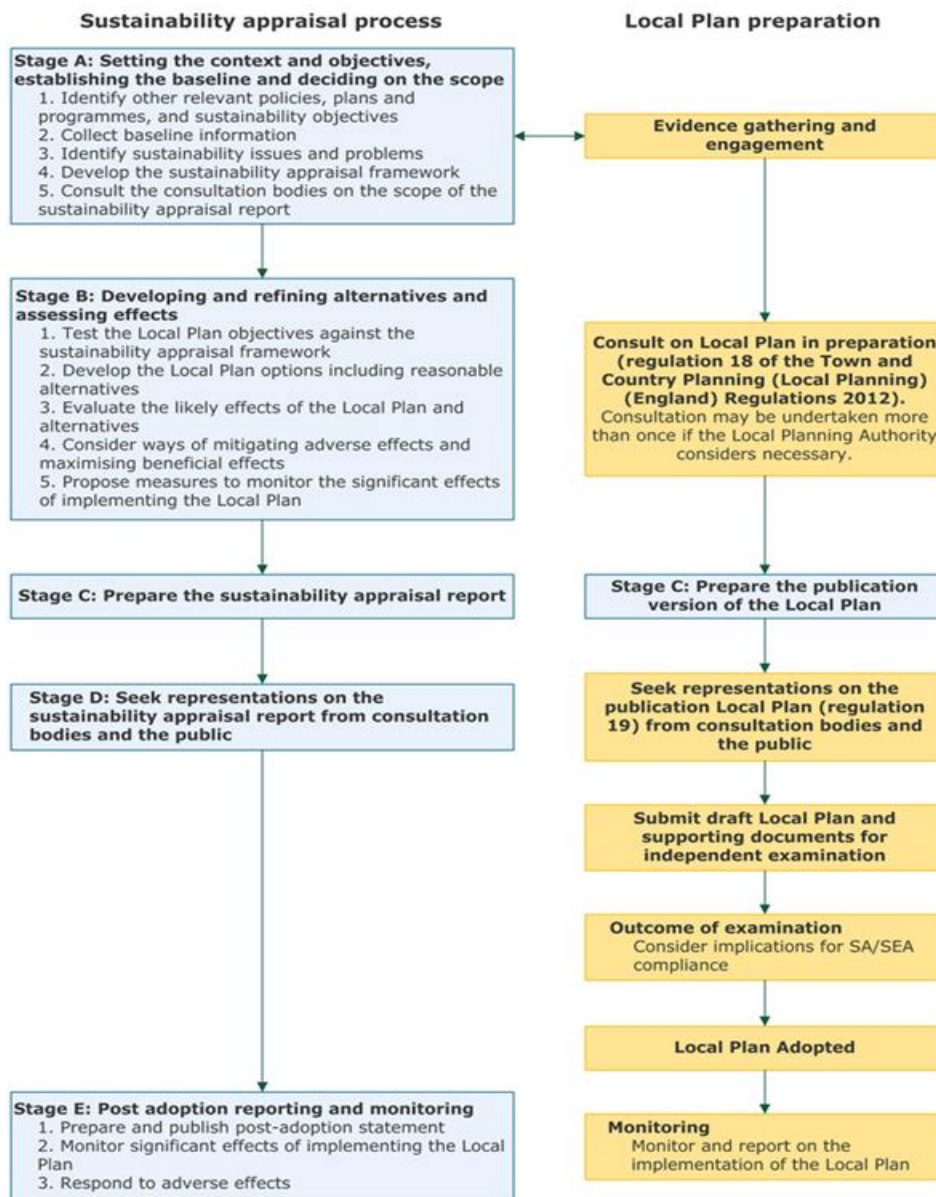 Sustainability appraisal process
Local Plan preparation
Stage A: Setting the context and objectives,
establishing the baseline and deciding on the scope
1. Identify other relevant policies, plans and
programmes, and sustainability objectives
2. Collect baseline information
3. Identify sustainability issues and problems
4. Develop the sustainability appraisal framework
5. Consult the consultation bodies on the scope of the
sustainability appraisal report
Evidence gathering and
engagement
Stage B: Developing and refining alternatives and
assessing effects
1. Test the Local Plan objectives against the
sustainability appraisal framework
2. Develop the Local Plan options including reasonable
alternatives
3. Evaluate the likely effects of the Local Plan and
alternatives
4. Consider ways of mitigating adverse effects and
maximising beneficial effects
5. Propose measures to monitor the significant effects
of implementing the Local Plan
Consult on Local Plan in preparation
(regulation 18 of the Town and
Country Planning (Local Planning)
(England) Regulations 2012).
Consultation may be undertaken more
than once if the Local Planning Authority
considers necessary.
Stage C: Prepare the sustainability appraisal report
Stage C: Prepare the publication
version of the Local Plan
Stage D: Seek representations on the
sustainability appraisal report from consultation
bodies and the public
Seek representations on the
publication Local Plan (regulation
19) from consultation bodies and
the public
Submit draft Local Plan and
supporting documents for
independent examination
Outcome of examination
Consider implications for SA/SEA
compliance
Local Plan Adopted
Stage E: Post adoption reporting and monitoring
1. Prepare and publish post-adoption statement
2. Monitor significant effects of implementing the Local
Plan
3. Respond to adverse effects
Monitoring
Monitor and report on the
implementation of the Local Plan